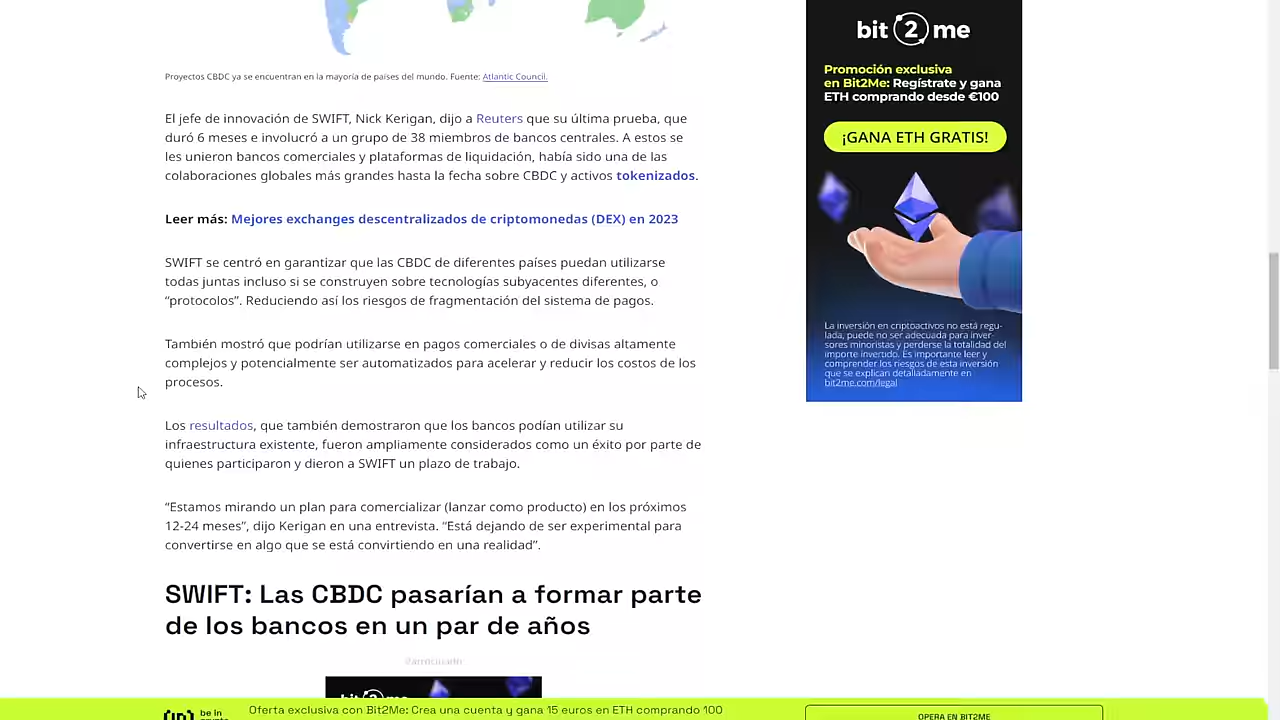 Proyectos CBDC ya se encuentran en la mayoría de países del mundo. Fuente: Atlantic Council.
El jefe de innovación de SWIFT, Nick Kerigan, dijo a Reuters que su última prueba, que
duró 6 meses e involucró a un grupo de 38 miembros de bancos centrales. A estos se
les unieron bancos comerciales y plataformas de liquidación, había sido una de las
colaboraciones globales más grandes hasta la fecha sobre CBDC y activos tokenizados.
Leer más: Mejores exchanges descentralizados de criptomonedas (DEX) en 2023
SWIFT se centró en garantizar que las CBDC de diferentes países puedan utilizarse
todas juntas incluso si se construyen sobre tecnologías subyacentes diferentes, o
“protocolos”. Reduciendo así los riesgos de fragmentación del sistema de pagos.
También mostró que podrían utilizarse en pagos comerciales o de divisas altamente
complejos y potencialmente ser automatizados para acelerar y reducir los costos de los
procesos.
Los resultados, que también demostraron que los bancos podían utilizar su
infraestructura existente, fueron ampliamente considerados como un éxito por parte de
quienes participaron y dieron a SWIFT un plazo de trabajo.
“Estamos mirando un plan para comercializar (lanzar como producto) en los próximos
12-24 meses”, dijo Kerigan en una entrevista. “Está dejando de ser experimental para
convertirse en algo que se está convirtiendo en una realidad”.
SWIFT: Las CBDC pasarían a formar parte
de los bancos en un par de años
Patrocinado
bit2me
bit2me
Promoción exclusiva
en Bit2Me: Regístrate y gana
ETH comprando desde €100
¡GANA ETH GRATIS!
La inversión en criptoactivos no está regu-
lada, puede no ser adecuada para inver-
sores minoristas y perderse la totalidad del
importe invertido. Es importante leer y
comprender los riesgos de esta inversión
que se explican detalladamente en
bit2me.com/legal
be in
Oferta exclusiva con Bit2Me: Crea una cuenta y gana 15 euros en ETH comprando 100
OPERA EN BIT2ME